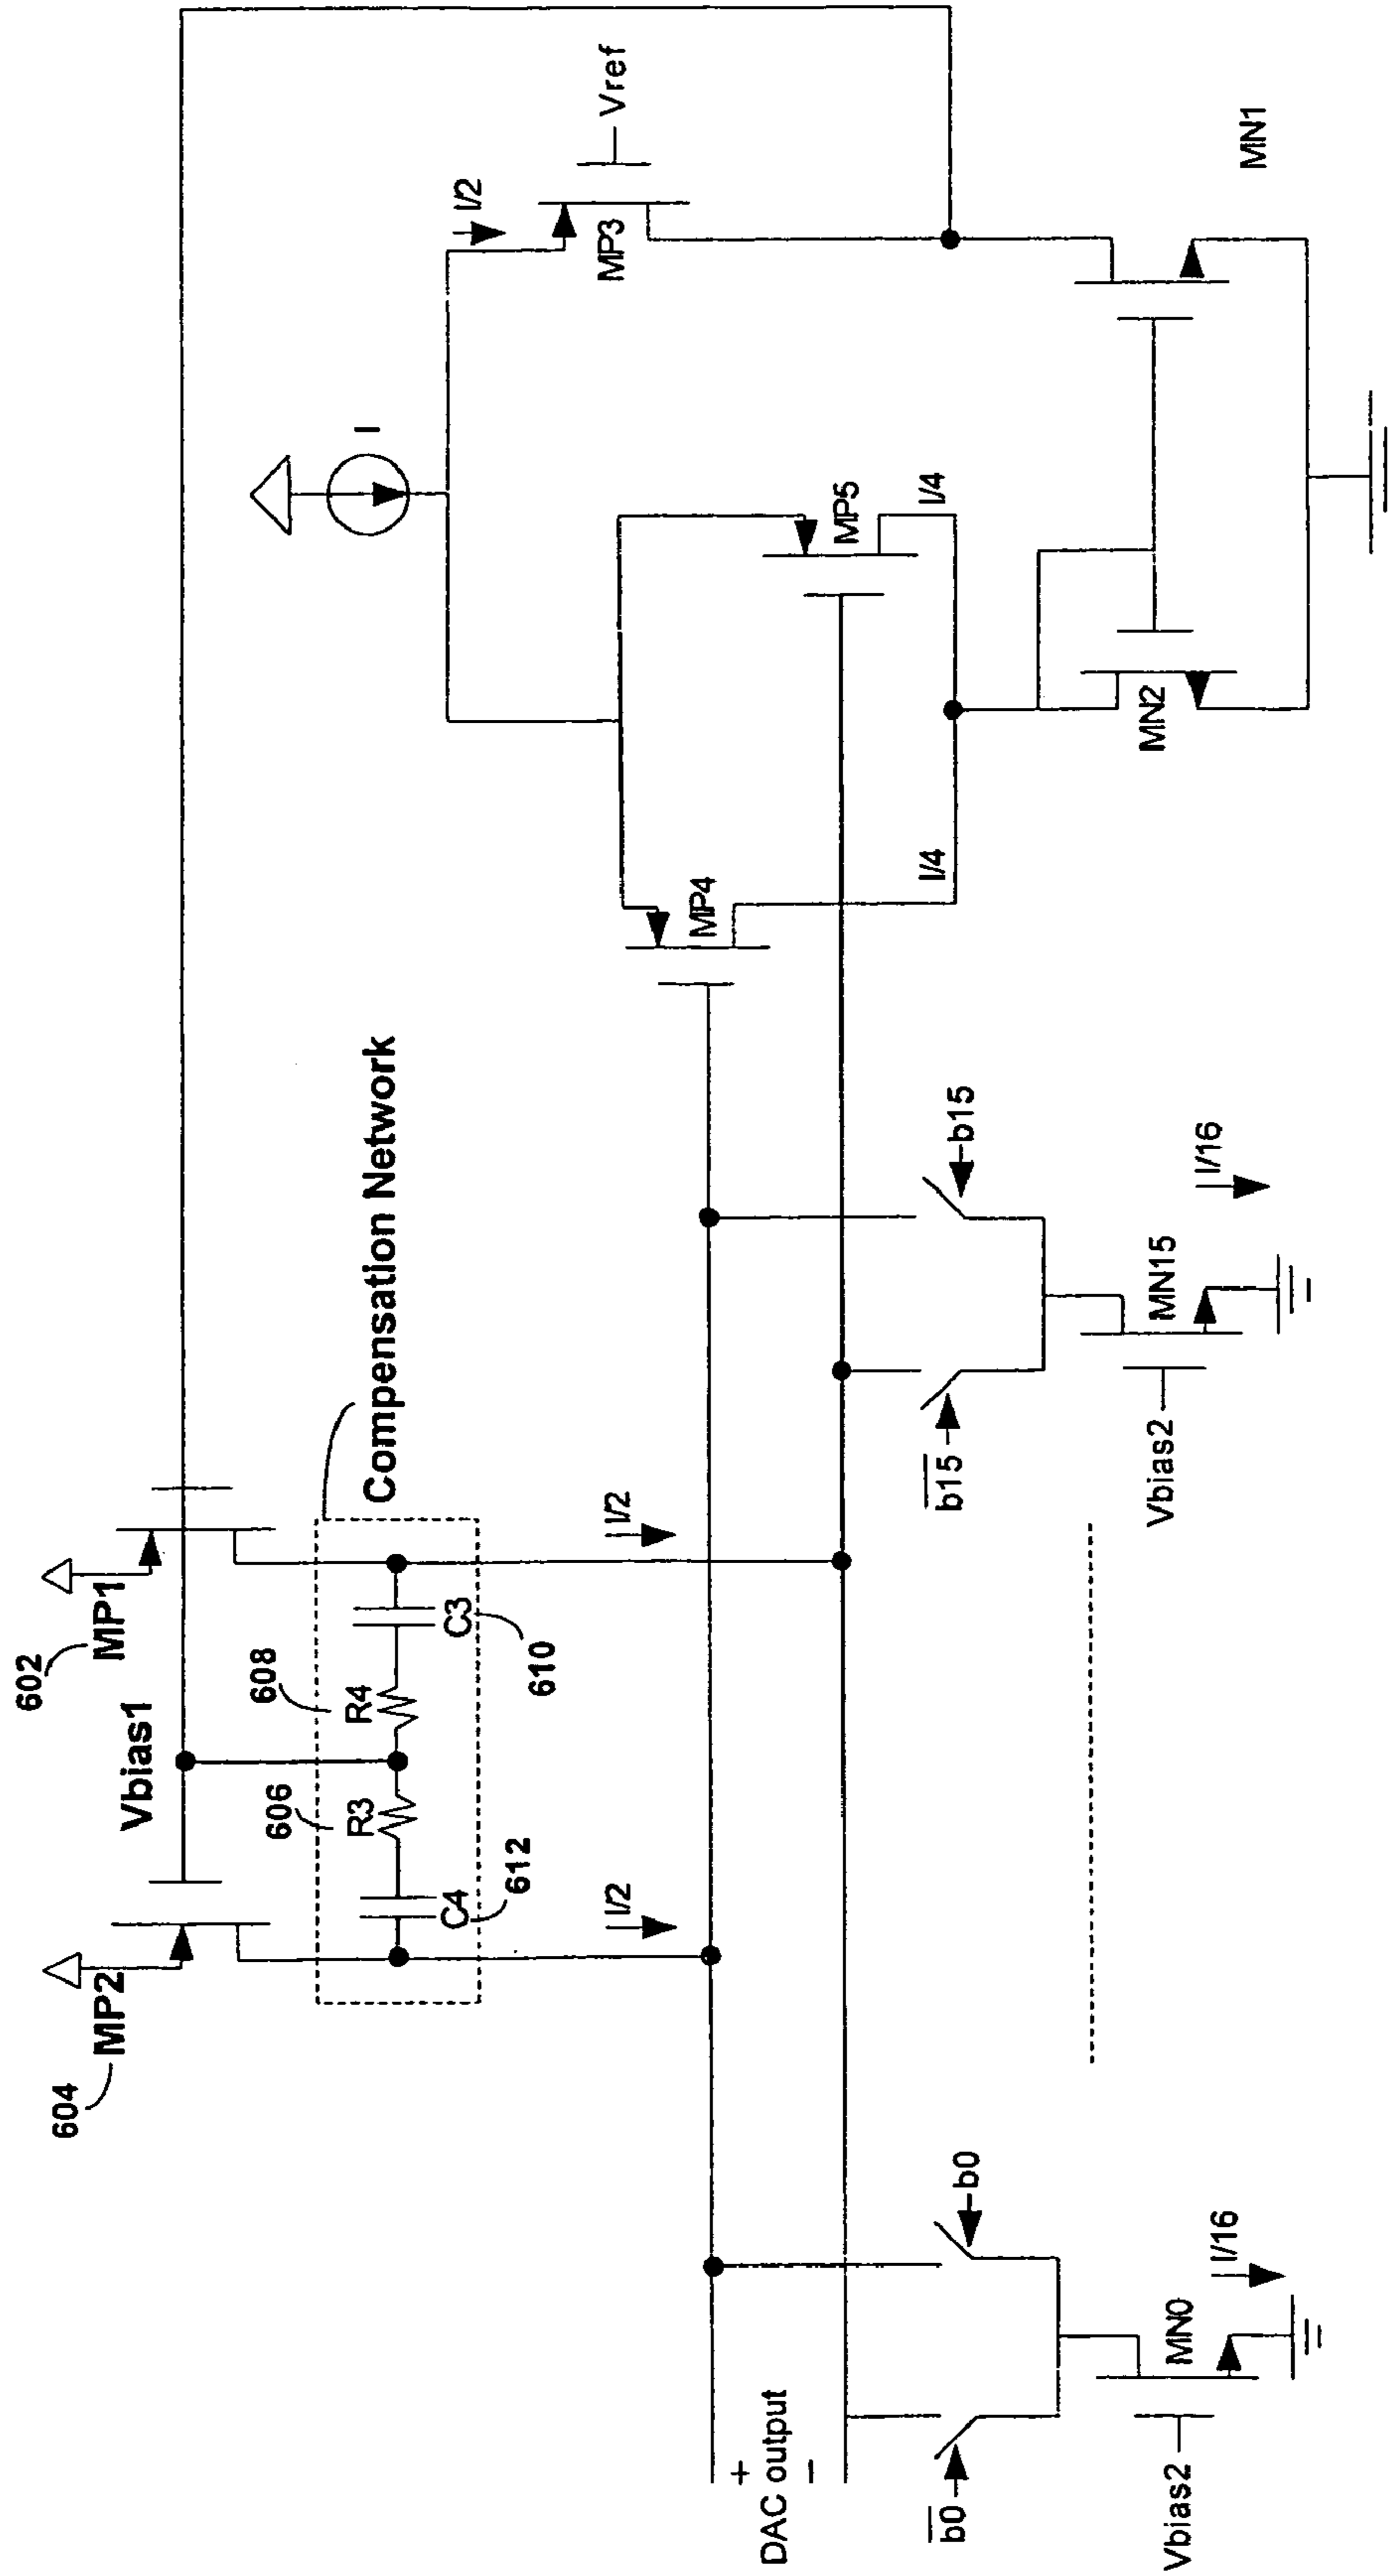 604
MP2
Vbias1
602
MP1
606
R3
608
R4
C4
612
C3
610
Compensation Network
I/2
I/2
I
I/2
MP3
Vref
MP4
MP5
I/4
I/4
MN2
MN1
+
DAC output
−
b0
b0
Vbias2
MN0
I/16
b15
b15
Vbias2
MN15
I/16